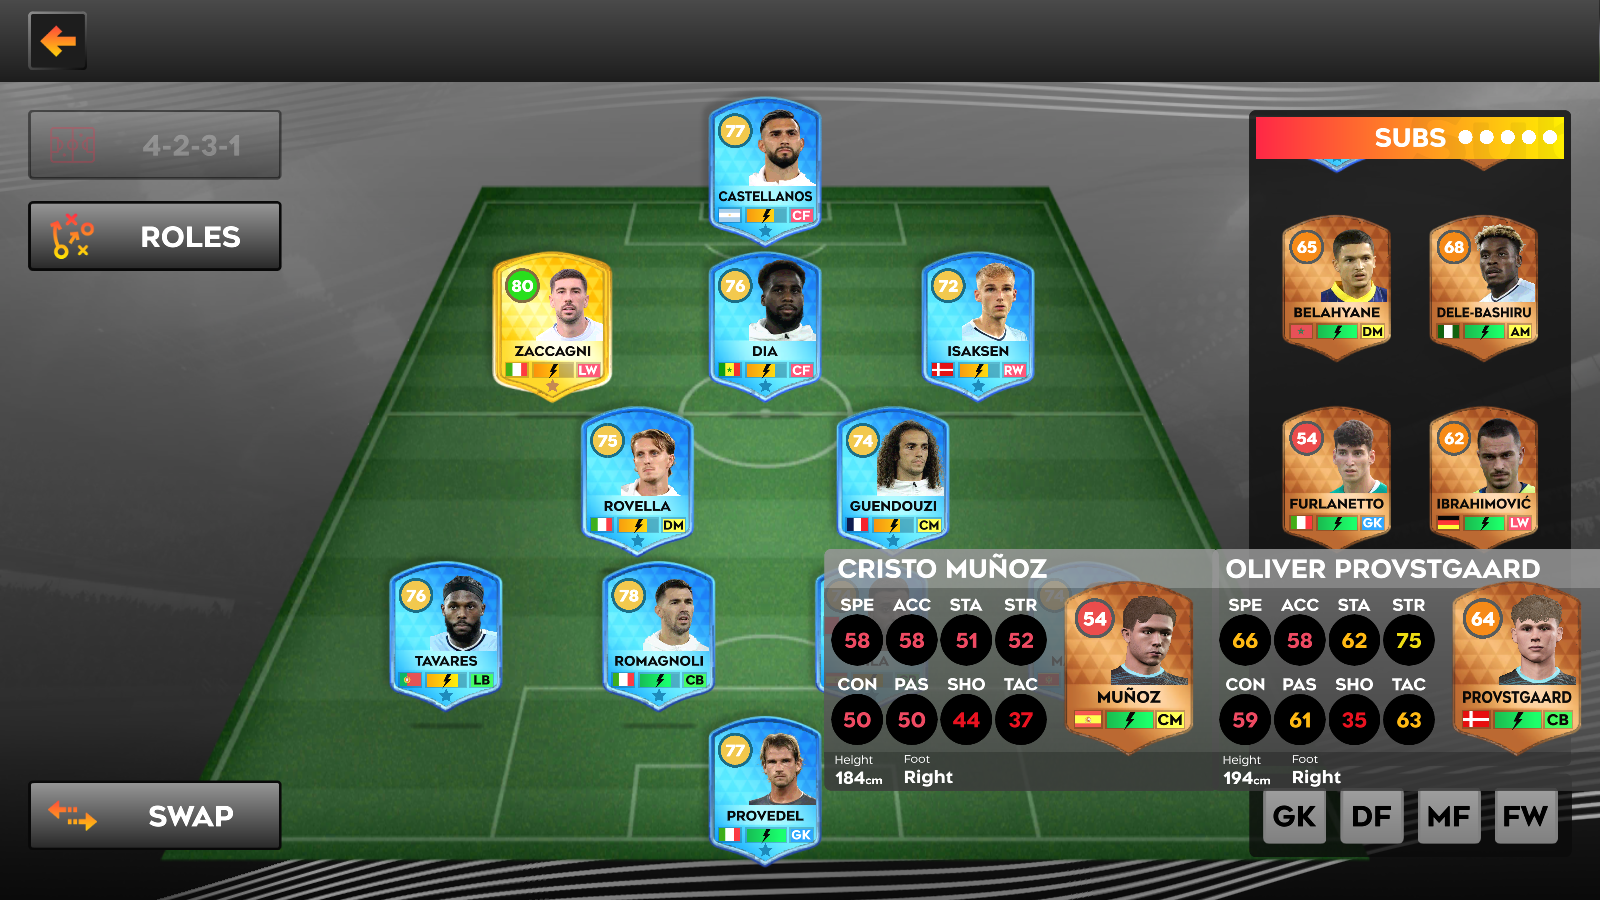 4-2-3-1
ROLES
SWAP
77
CASTELLANOS
CF
80
ZACCAGNI
LW
76
DIA
CF
72
ISAKSEN
RW
75
ROVELLA
DM
74
GUENDOUZI
CM
76
TAVARES
LB
78
ROMAGNOLI
CB
77
PROVEDEL
GK
SUBS
65
BELAHYANE
DM
68
DELE-BASHIRU
AM
54
FURLANETTO
GK
62
IBRAHIMOVIĆ
LW
CRISTO MUÑOZ
SPE ACC STA STR
58 58 51 52
CON PAS SHO TAC
50 50 44 37
Height Foot
184cm Right
54
MUÑOZ
CM
OLIVER PROVSTGAARD
SPE ACC STA STR
66 58 62 75
CON PAS SHO TAC
59 61 35 63
Height Foot
194cm Right
64
PROVSTGAARD
CB
GK DF MF FW